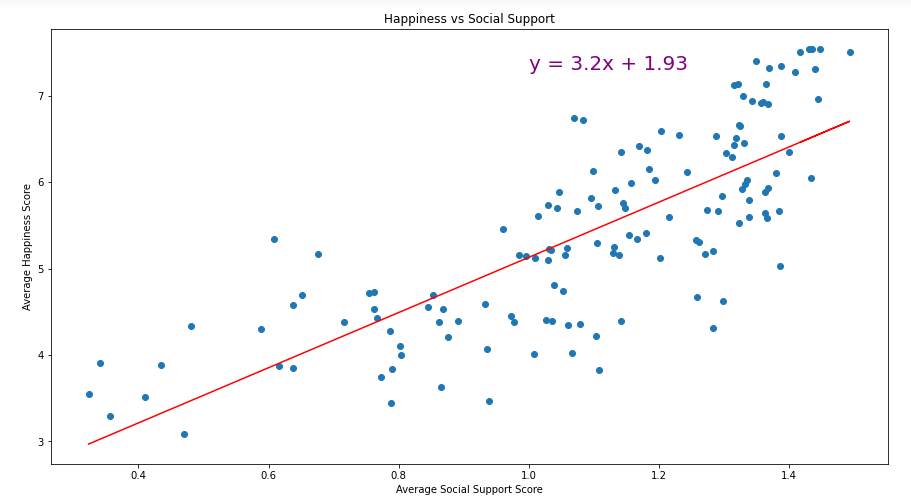 Happiness vs Social Support
y = 3.2x + 1.93
Average Happiness Score
7
6
5
4
3
0.4 0.6 0.8 1.0 1.2 1.4
Average Social Support Score